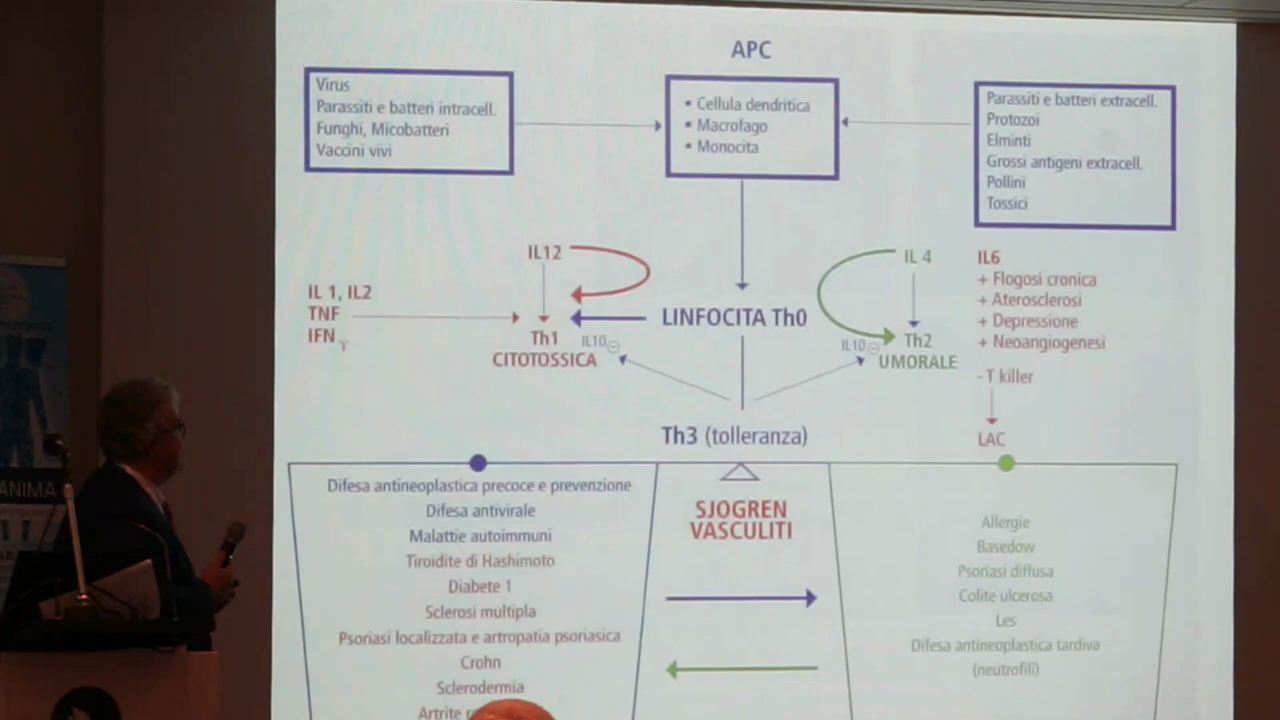 APC
Virus
Parassiti e batteri intracell.
Funghi, Micobatteri
Vaccini vivi
• Cellula dendritica
• Macrofago
• Monocita
Parassiti e batteri extracell.
Protozoi
Elminti
Grossi antigeni extracell.
Pollini
Tossici
IL12
IL 4
IL6
+ Flogosi cronica
+ Aterosclerosi
+ Depressione
+ Neoangiogenesi
- T killer
LAC
IL 1, IL2
TNF
IFN γ
LINFOCITA Th0
Th1
CITOTOSSICA
IL10 -
IL10 -
Th2
UMORALE
Th3 (tolleranza)
Difesa antineoplastica precoce e prevenzione
Difesa antivirale
Malattie autoimmuni
Tiroidite di Hashimoto
Diabete 1
Sclerosi multipla
Psoriasi localizzata e artropatia psoriasica
Crohn
Sclerodermia
Artrite
SJOGREN
VASCULITI
Allergie
Basedow
Psoriasi diffusa
Colite ulcerosa
Les
Difesa antineoplastica tardiva
(neutrofili)
ANIMA